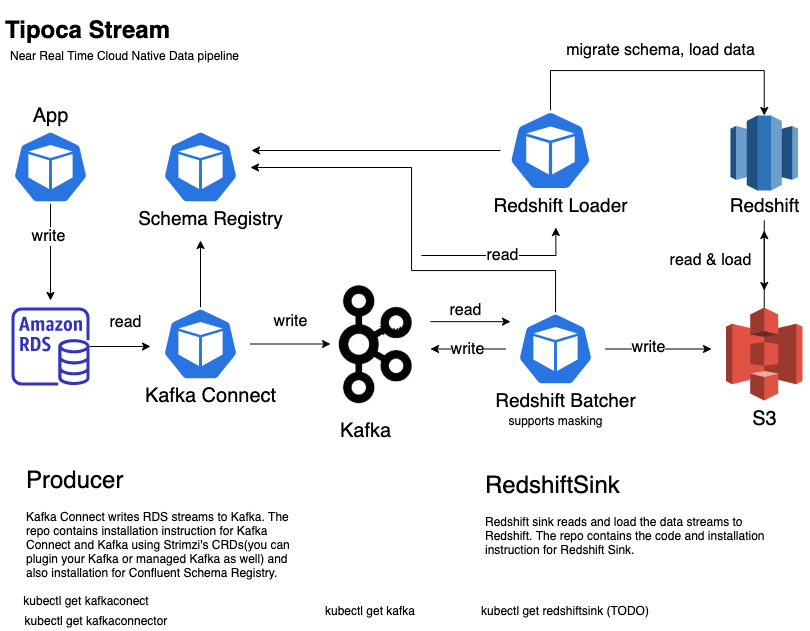 Tipoca Stream
Near Real Time Cloud Native Data pipeline
migrate schema, load data
App
Schema Registry
Redshift Loader
Redshift
write
read
read & load
Amazon
RDS
read
write
read
write
write
Kafka Connect
Kafka
Redshift Batcher
supports masking
S3
Producer
RedshiftSink
Kafka Connect writes RDS streams to Kafka. The
repo contains installation instruction for Kafka
Connect and Kafka using Strimzi's CRDs(you can
plugin your Kafka or managed Kafka as well) and
also installation for Confluent Schema Registry.
Redshift sink reads and load the data streams to
Redshift. The repo contains the code and installation
instruction for Redshift Sink.
kubectl get kafkaconect
kubectl get kafkaconnector
kubectl get kafka
kubectl get redshiftsink (TODO)